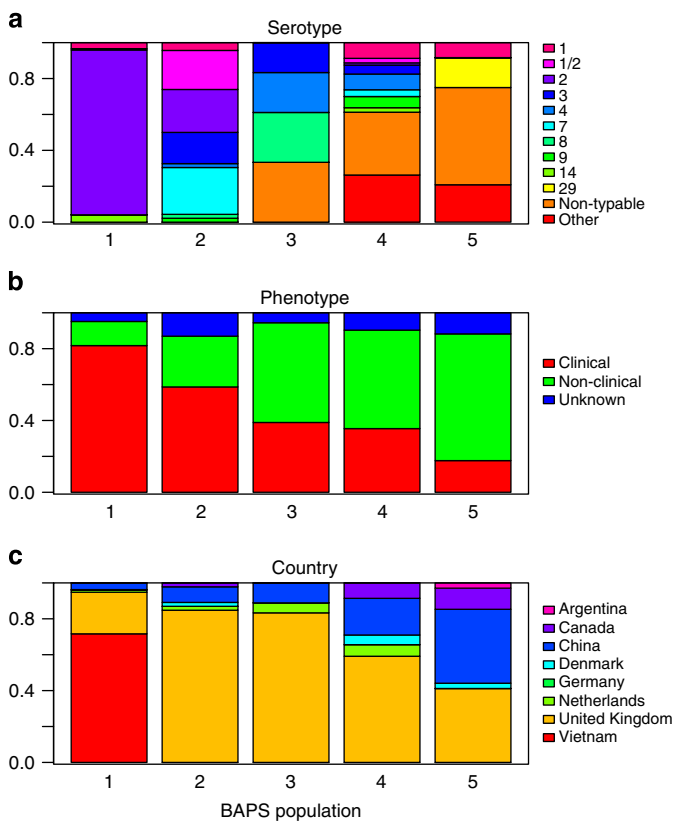 a
Serotype
0.8
0.4
0.0
1 2 3 4 5
1
1/2
2
3
4
7
8
9
14
29
Non-typable
Other
b
Phenotype
0.8
0.4
0.0
1 2 3 4 5
Clinical
Non-clinical
Unknown
c
Country
0.8
0.4
0.0
1 2 3 4 5
BAPS population
Argentina
Canada
China
Denmark
Germany
Netherlands
United Kingdom
Vietnam